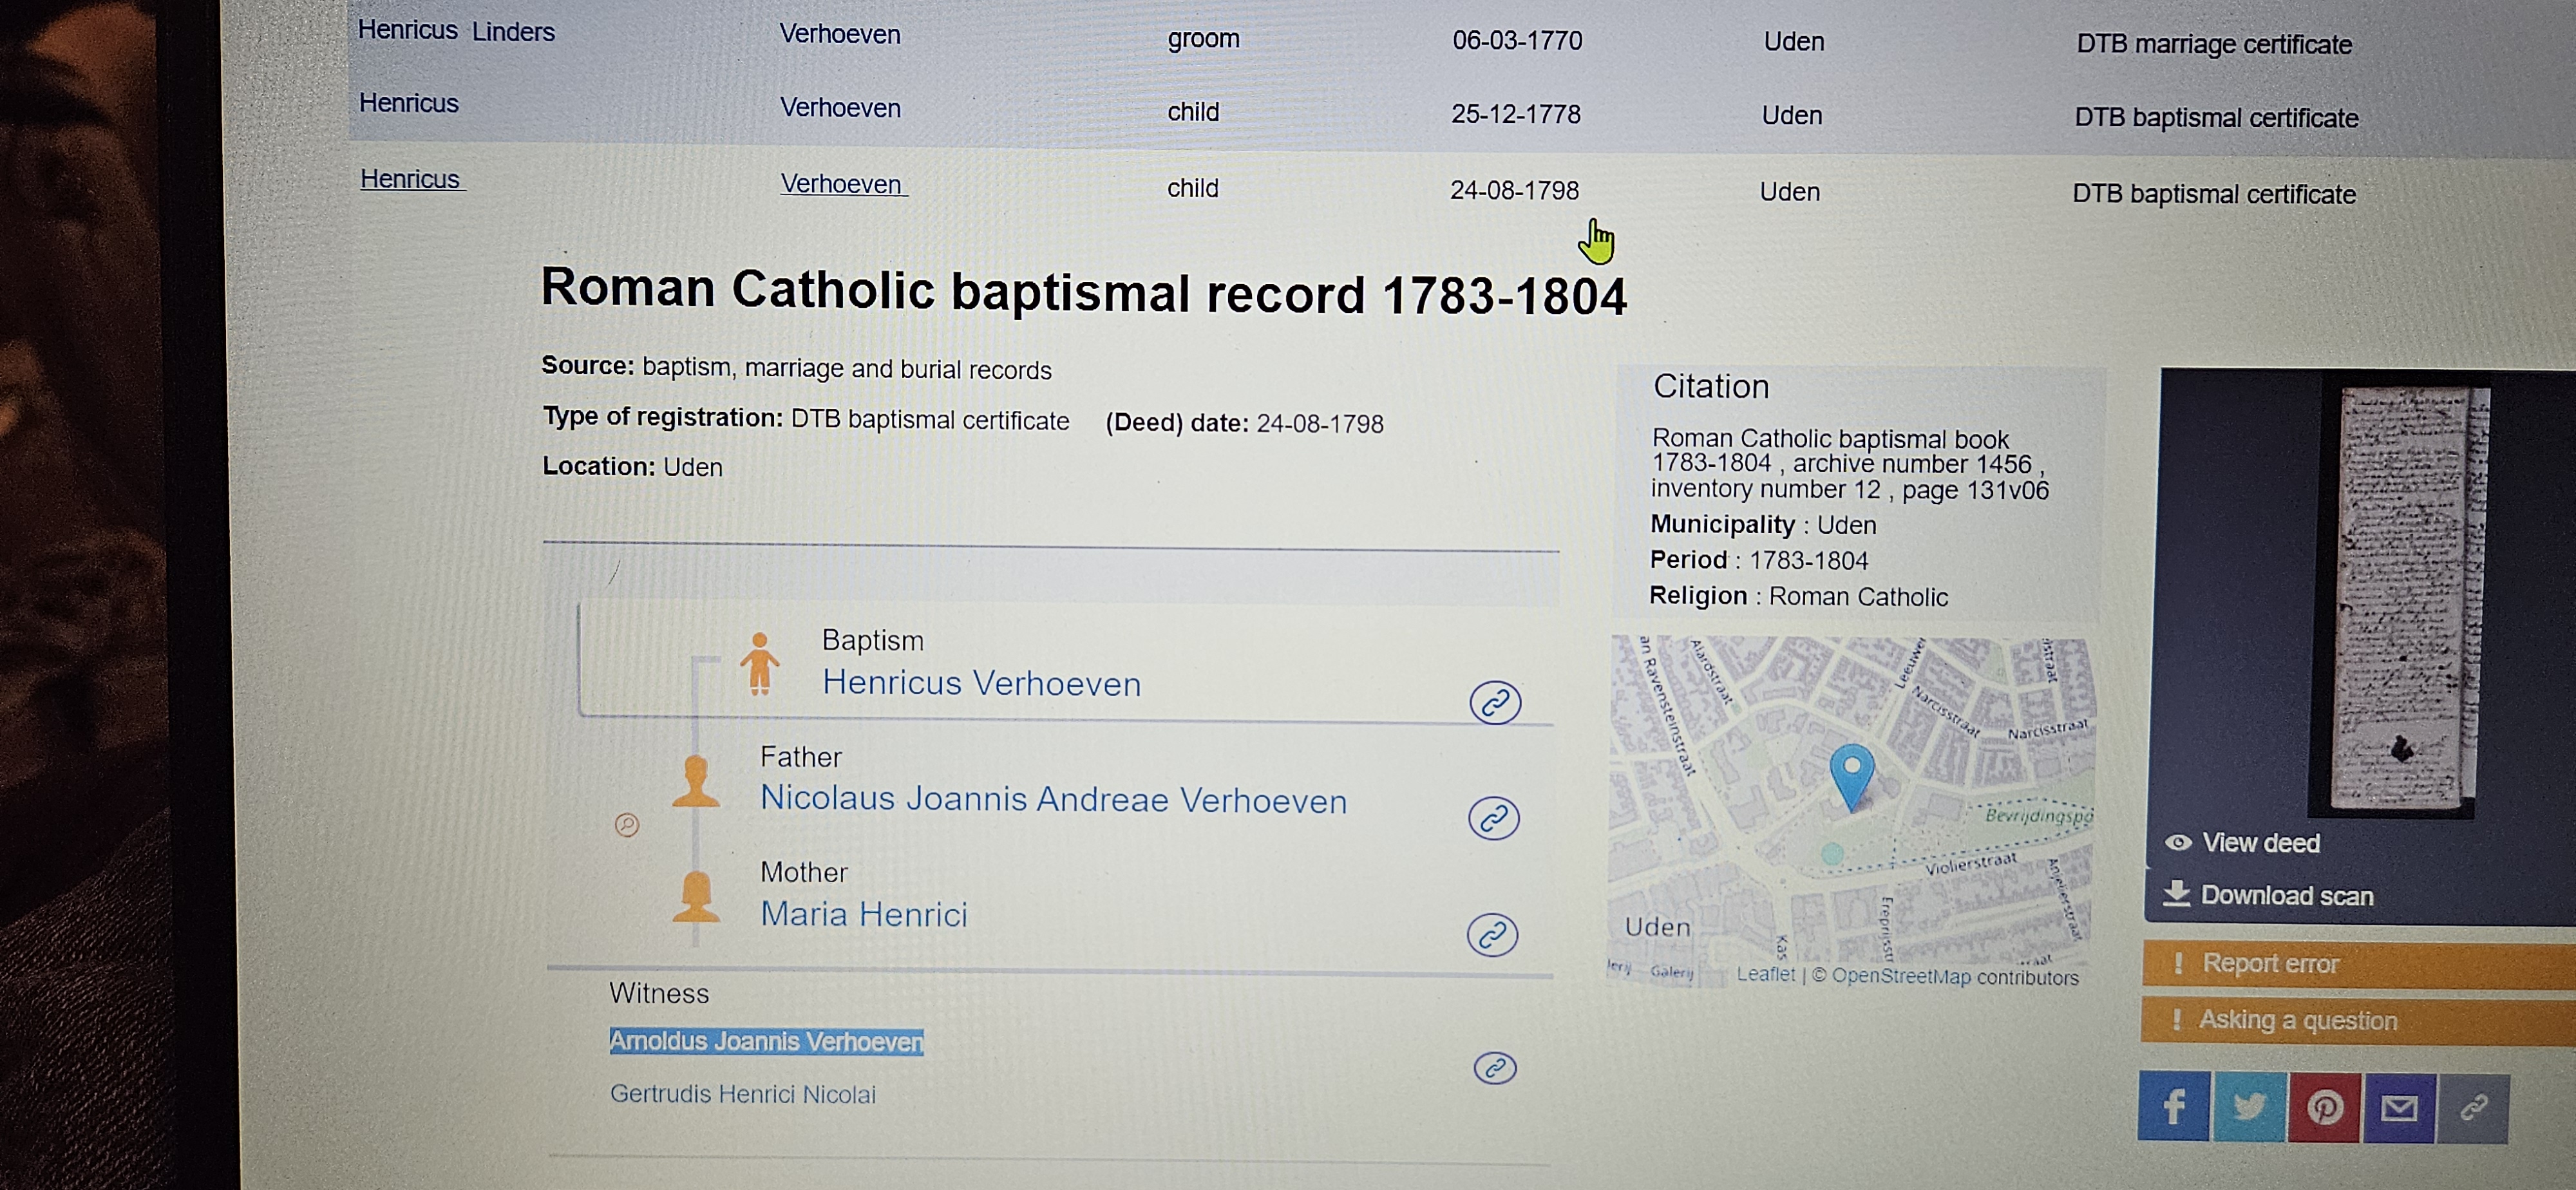 Henricus Linders Verhoeven groom 06-03-1770 Uden DTB marriage certificate
Henricus Verhoeven child 25-12-1778 Uden DTB baptismal certificate
Henricus Verhoeven child 24-08-1798 Uden DTB baptismal certificate
Roman Catholic baptismal record 1783-1804
Source: baptism, marriage and burial records
Type of registration: DTB baptismal certificate (Deed) date: 24-08-1798
Location: Uden
Baptism
Henricus Verhoeven
Father
Nicolaus Joannis Andreae Verhoeven
Mother
Maria Henrici
Witness
Arnoldus Joannis Verhoeven
Gertrudis Henrici Nicolai
Citation
Roman Catholic baptismal book
1783-1804 , archive number 1456 ,
inventory number 12 , page 131v06
Municipality : Uden
Period : 1783-1804
Religion : Roman Catholic
an Ravensteinstraat
Alardstraat
Leeuwer
Narcisstraat
Narcisstraat
Bevrijdingspo
Violierstraat
Anjelierstraat
Ereprijsstr
Kas
Uden
Galerij
Leaflet | © OpenStreetMap contributors
View deed
Download scan
! Report error
! Asking a question